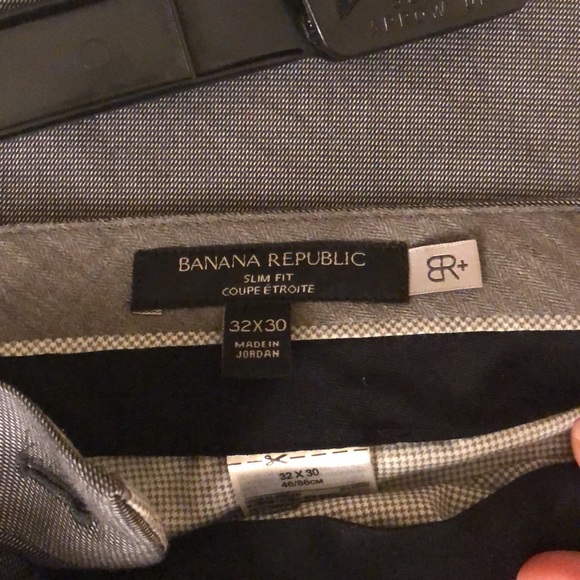 BANANA REPUBLIC
SLIM FIT
COUPE ÉTROITE
BR+
32X30
MADE IN
JORDAN
32 X 30
46/86CM